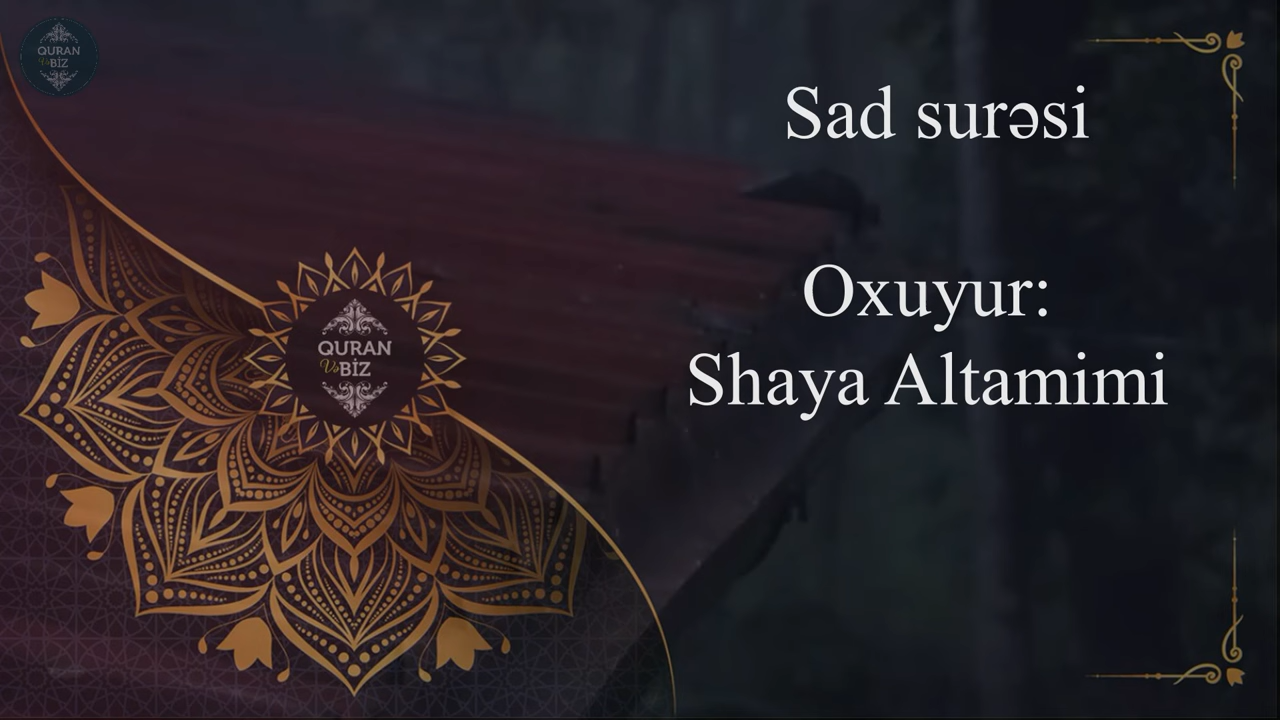 QURAN
Və BİZ
Sad surəsi
Oxuyur:
Shaya Altamimi
QURAN
Və BİZ